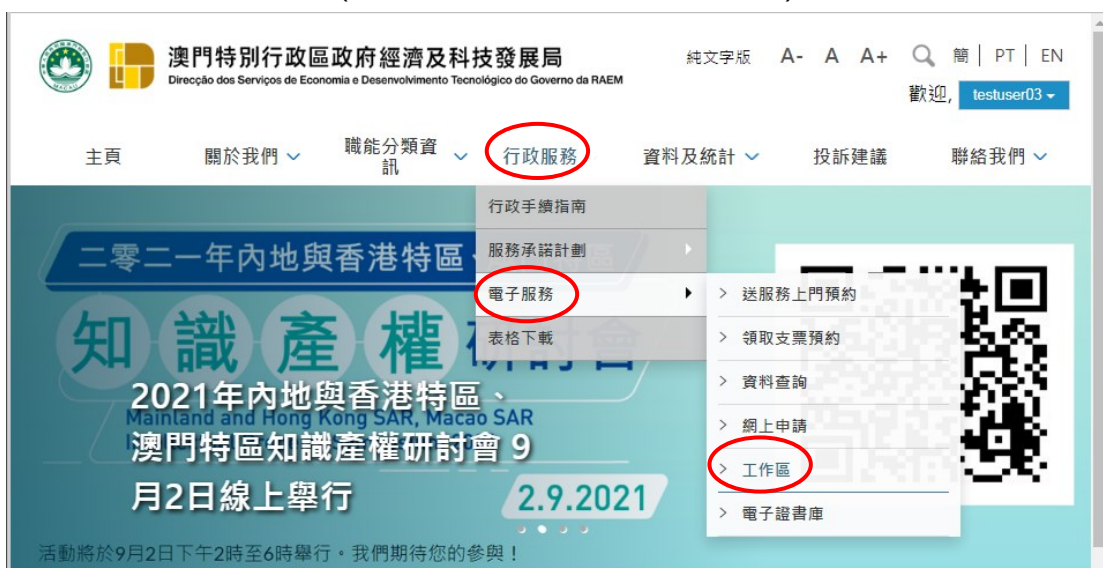 澳門特別行政區政府經濟及科技發展局
Direcção dos Serviços de Economia e Desenvolvimento Tecnológico do Governo da RAEM
純文字版 A- A A+ 簡 | PT | EN
歡迎, testuser03
主頁 關於我們 職能分類資訊 行政服務 資料及統計 投訴建議 聯絡我們
行政手續指南
服務承諾計劃
電子服務
表格下載
> 送服務上門預約
> 領取支票預約
> 資料查詢
> 網上申請
> 工作區
> 電子證書庫
二零二一年內地與香港特區、
知識產權研討會
Mainland and Hong Kong SAR, Macao SAR
2021年內地與香港特區、
澳門特區知識產權研討會 9
月2日線上舉行
2.9.2021
活動將於9月2日下午2時至6時舉行。我們期待您的參與！